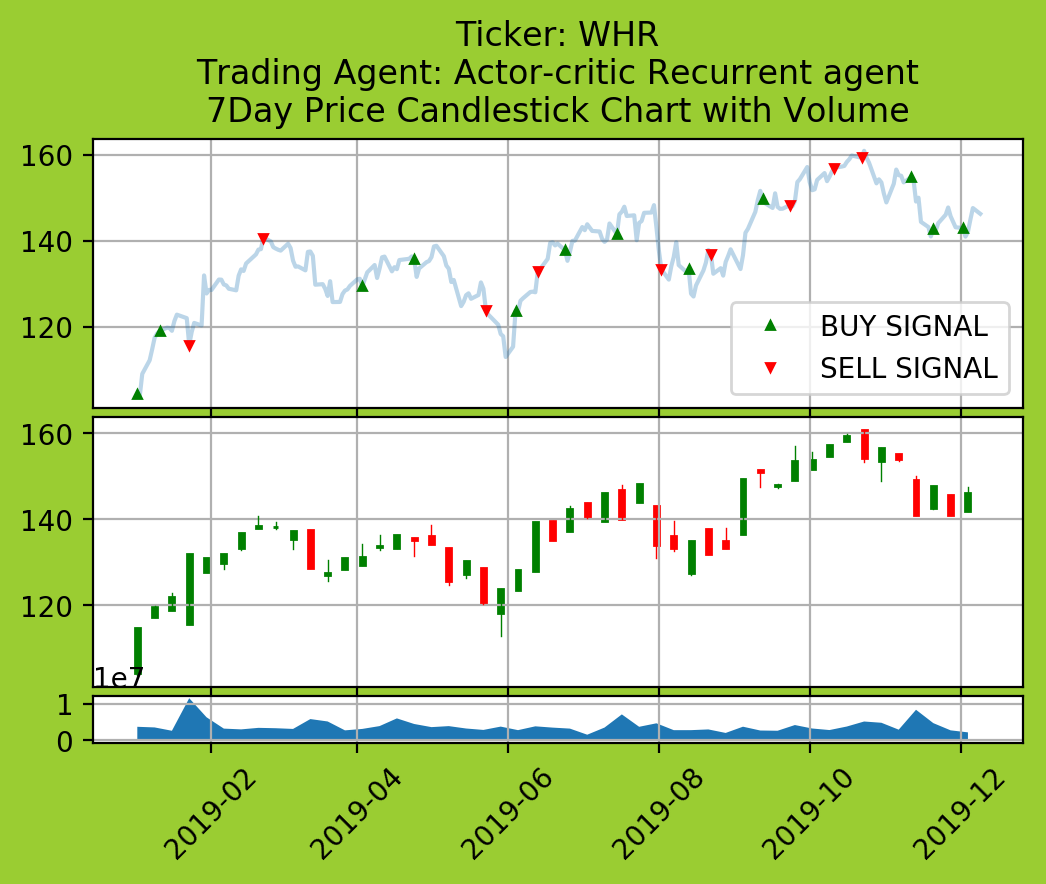 Ticker: WHR
Trading Agent: Actor-critic Recurrent agent
7Day Price Candlestick Chart with Volume
160
140
120
BUY SIGNAL
SELL SIGNAL
160
140
120
1e7
1
0
2019-02
2019-04
2019-06
2019-08
2019-10
2019-12